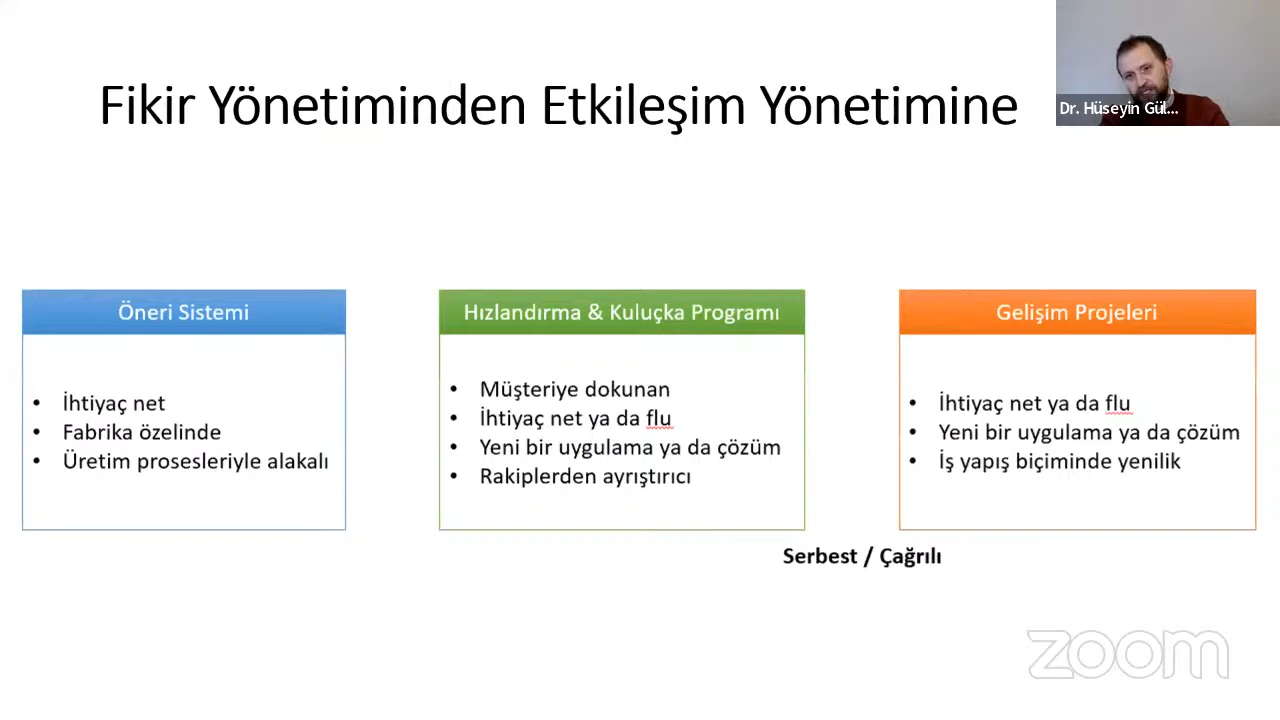 Fikir Yönetiminden Etkileşim Yönetimine
Dr. Hüseyin Gül...
Öneri Sistemi
• İhtiyaç net
• Fabrika özelinde
• Üretim prosesleriyle alakalı
Hızlandırma & Kuluçka Programı
• Müşteriye dokunan
• İhtiyaç net ya da flu
• Yeni bir uygulama ya da çözüm
• Rakiplerden ayrıştırıcı
Gelişim Projeleri
• İhtiyaç net ya da flu
• Yeni bir uygulama ya da çözüm
• İş yapış biçiminde yenilik
Serbest / Çağrılı
zoom